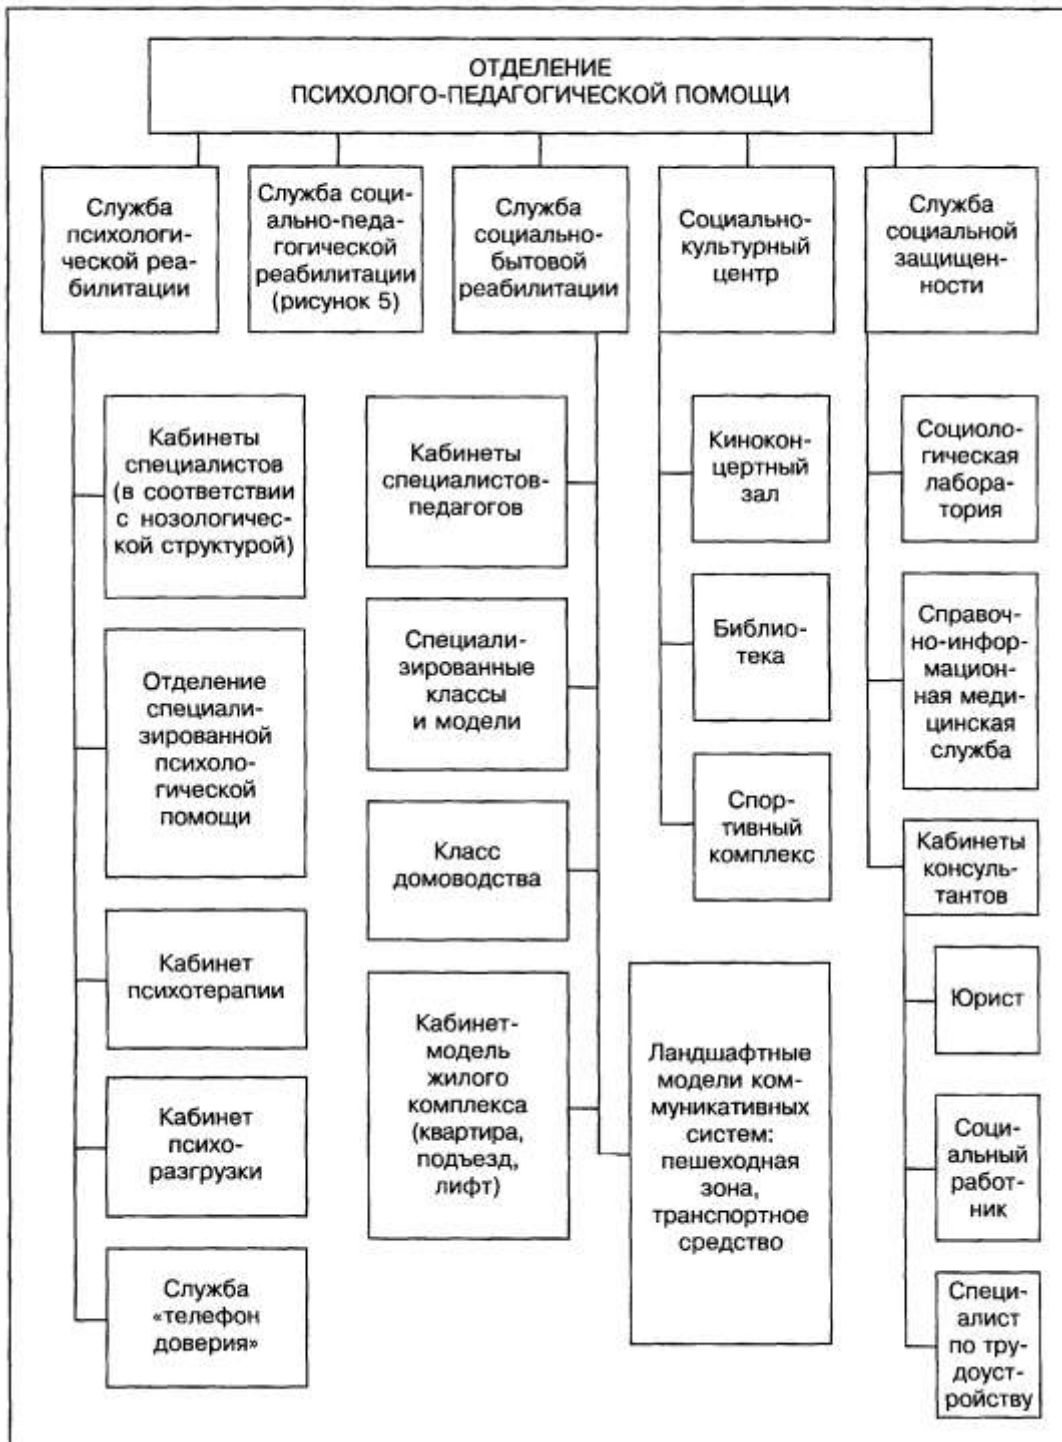 ОТДЕЛЕНИЕ
ПСИХОЛОГО-ПЕДАГОГИЧЕСКОЙ ПОМОЩИ
Служба
психологи-
ческой реа-
билитации
Служба соци-
ально-педа-
гогической
реабилитации
(рисунок 5)
Служба
социально-
бытовой
реабилитации
Социально-
культурный
центр
Служба
социальной
защищен-
ности
Кабинеты
специалистов
(в соответствии
с нозологичес-
кой структурой)
Отделение
специали-
зированной
психоло-
гической
помощи
Кабинет
психотерапии
Кабинет
психо-
разгрузки
Служба
«телефон
доверия»
Кабинеты
специалистов-
педагогов
Специали-
зированные
классы
и модели
Класс
домоводства
Кабинет-
модель
жилого
комплекса
(квартира,
подъезд,
лифт)
Ландшафтные
модели ком-
муникативных
систем:
пешеходная
зона,
транспортное
средство
Киноконцертный
зал
Библио-
тека
Спор-
тивный
комплекс
Социоло-
гическая
лабора-
тория
Справоч-
но-инфор-
мацион-
ная меди-
цинская
служба
Кабинеты
консуль-
тантов
Юрист
Соци-
альный
работ-
ник
Специ-
алист
по тру-
доуст-
ройству